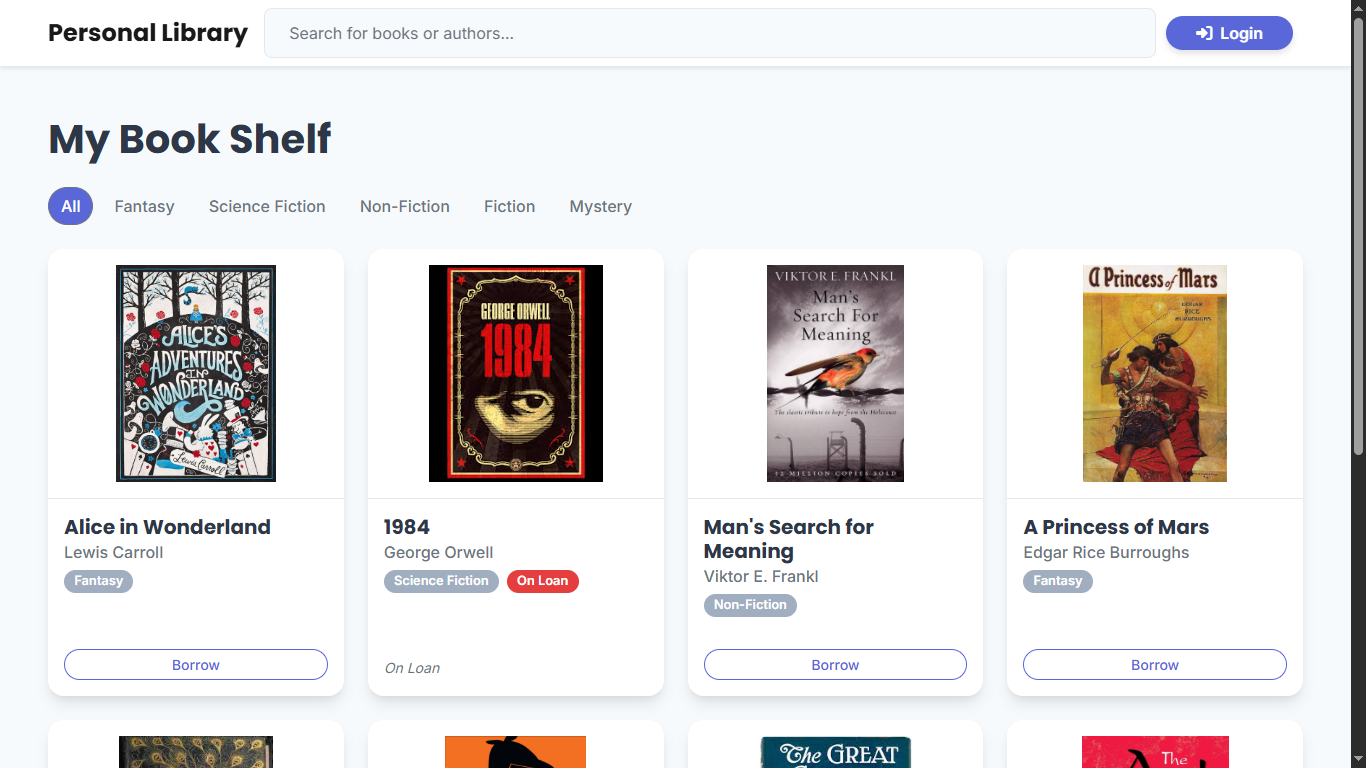 Personal Library
Search for books or authors...
Login
My Book Shelf
All Fantasy Science Fiction Non-Fiction Fiction Mystery
ALICE'S
ADVENTURES
IN
WONDERLAND
Lewis Carroll
GEORGE ORWELL
1984
VIKTOR E. FRANKL
Man's
Search For
Meaning
The classic tribute to hope from the Holocaust
12 MILLION COPIES SOLD
A Princess of Mars
EDGAR
RICE
BURROUGHS
Alice in Wonderland
Lewis Carroll
Fantasy
Borrow
1984
George Orwell
Science Fiction On Loan
On Loan
Man's Search for
Meaning
Viktor E. Frankl
Non-Fiction
Borrow
A Princess of Mars
Edgar Rice Burroughs
Fantasy
Borrow
The GREAT
The